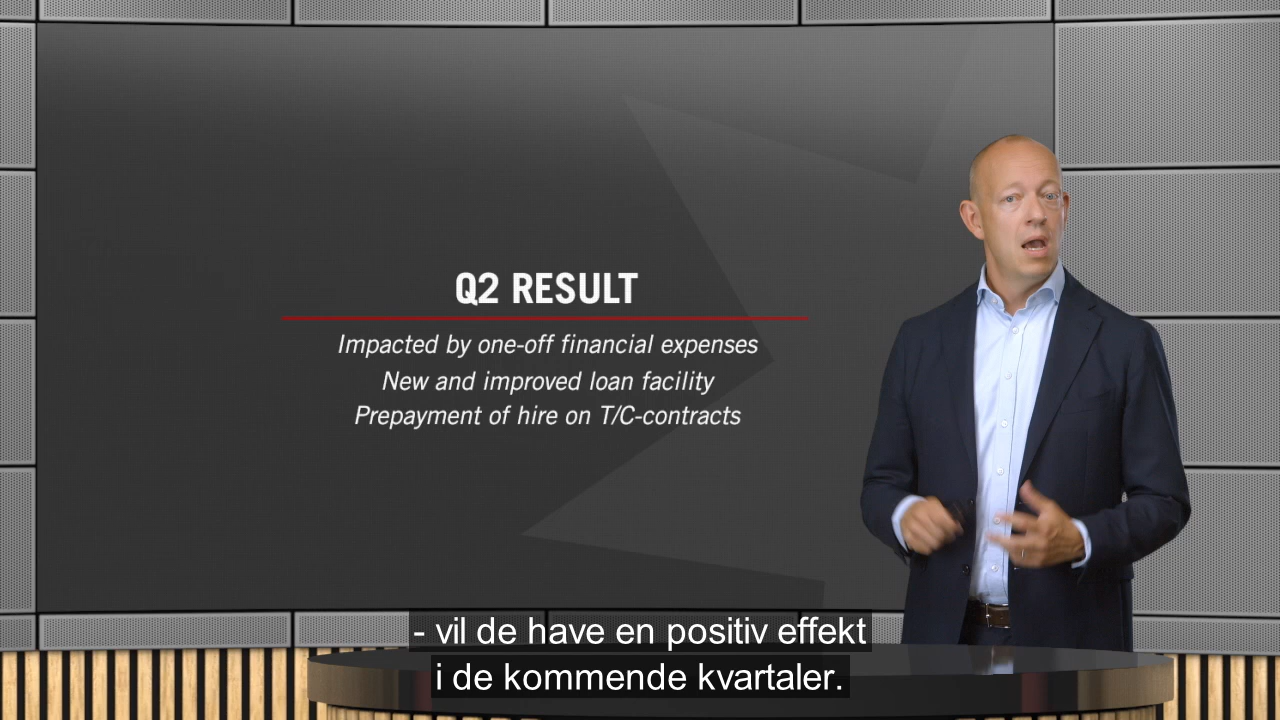 Q2 RESULT
Impacted by one-off financial expenses
New and improved loan facility
Prepayment of hire on T/C-contracts
- vil de have en positiv effekt
i de kommende kvartaler.